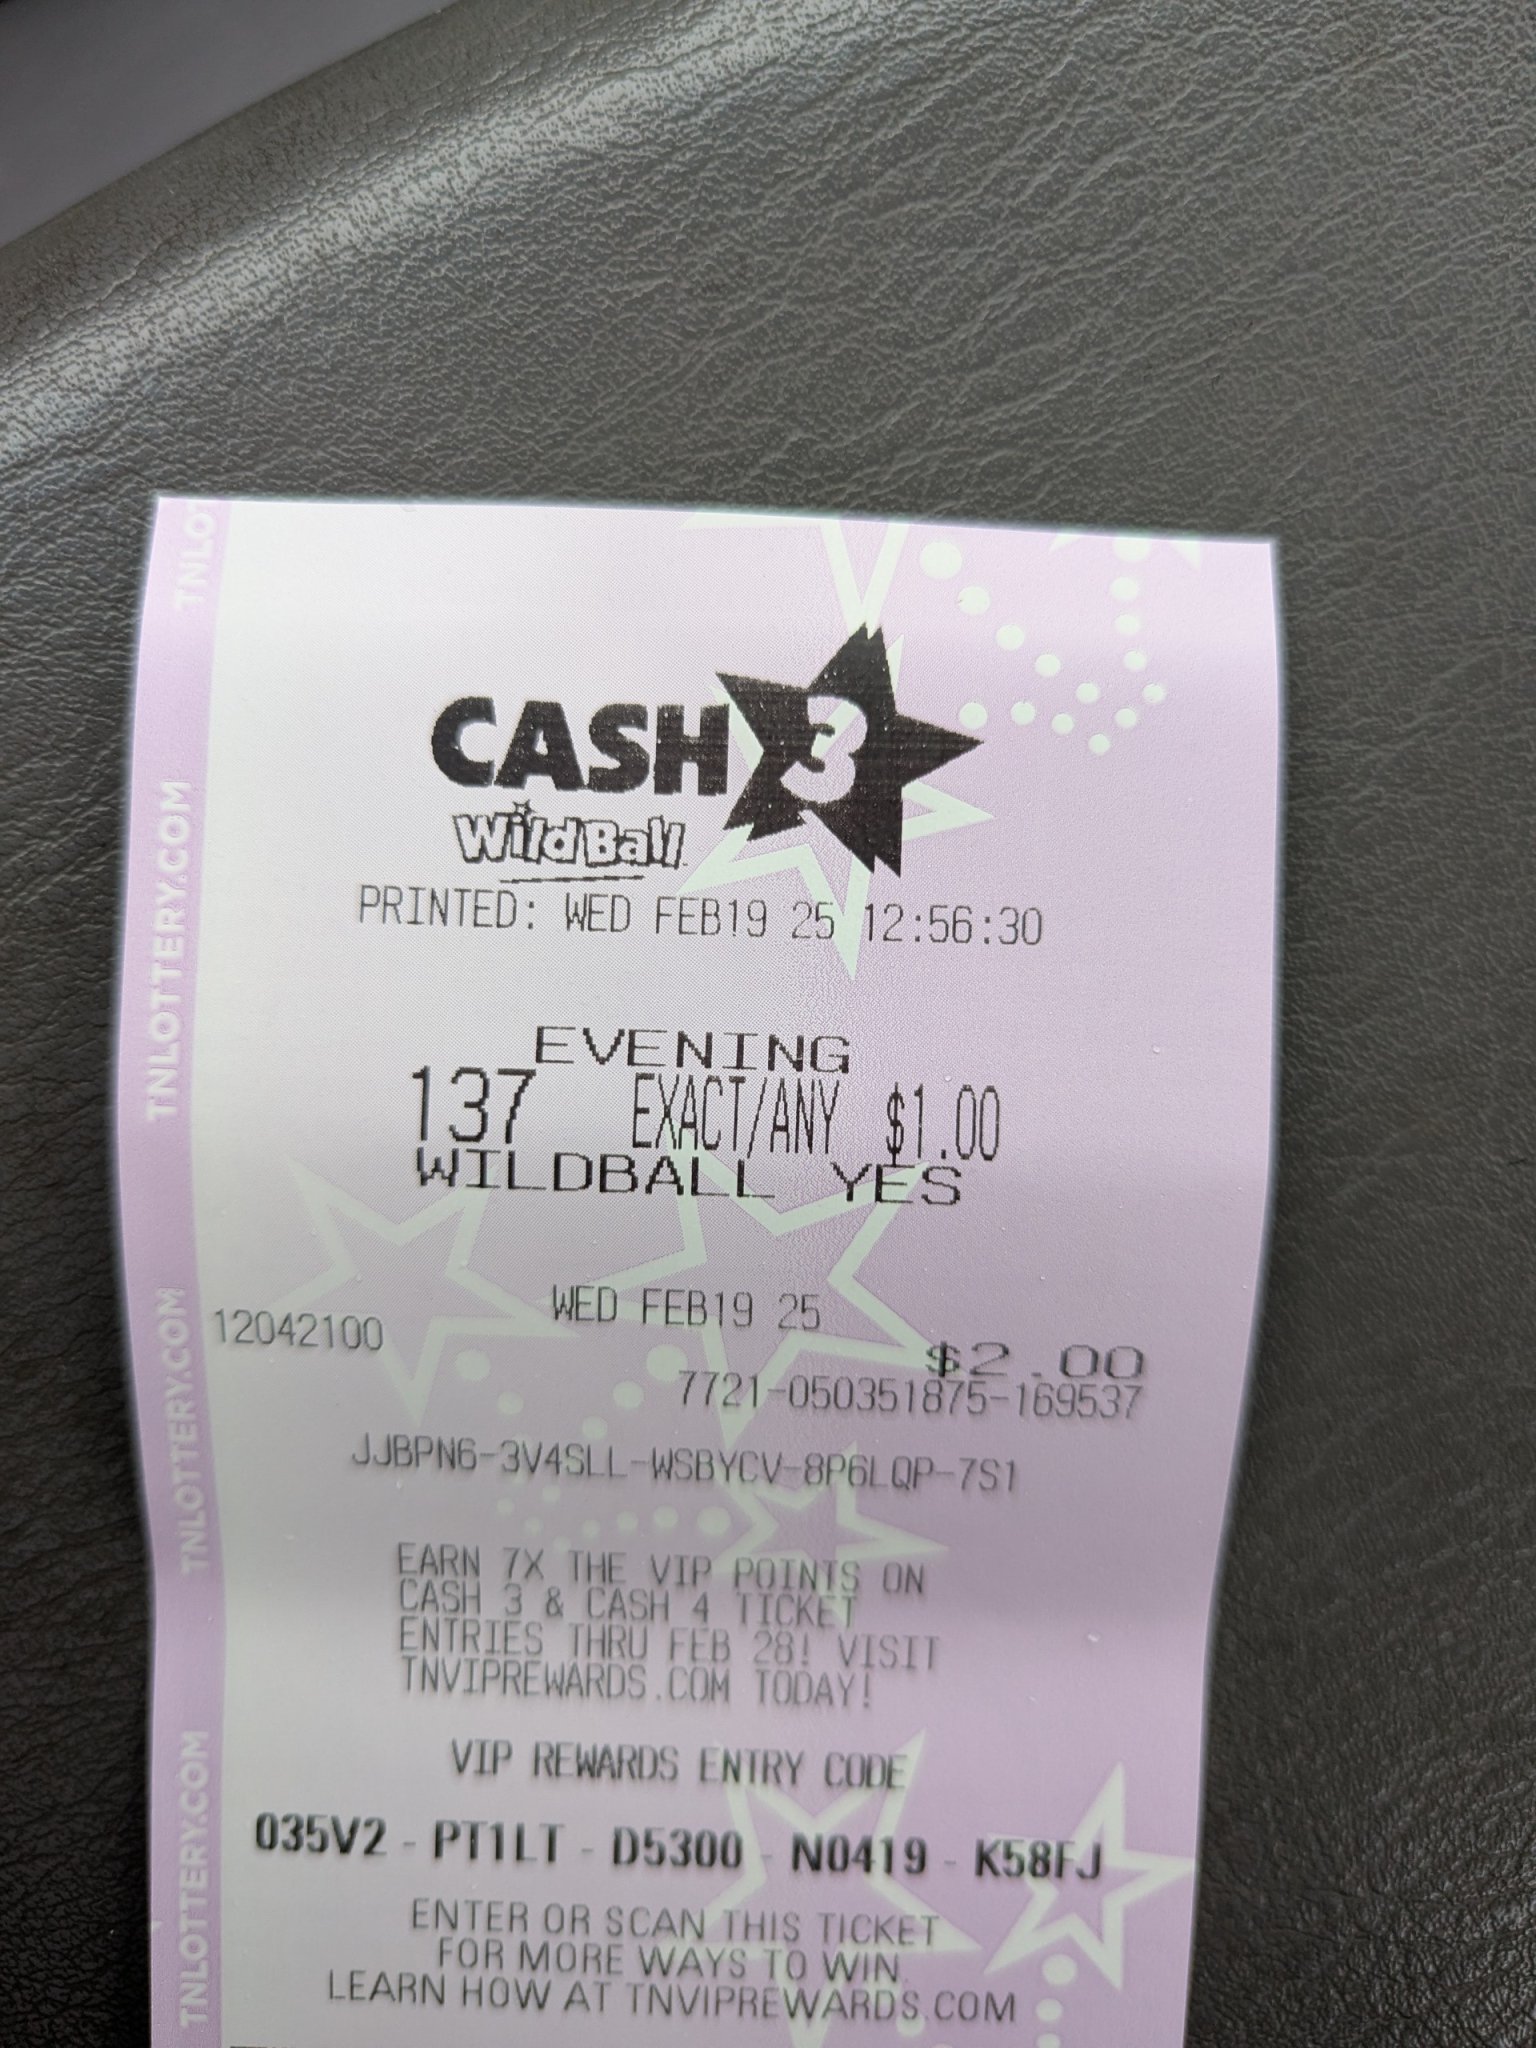 CASH 3
WildBall
PRINTED: WED FEB19 25 12:56:30
EVENING
137 EXACT/ANY $1.00
WILDBALL YES
WED FEB19 25
12042100
$2.00
7721-050351875-169537
JJBPN6-3V4SLL-WSBYCV-8P6LQP-7S1
EARN 7X THE VIP POINTS ON
CASH 3 & CASH 4 TICKET
ENTRIES THRU FEB 28! VISIT
TNVIPREWARDS.COM TODAY!
VIP REWARDS ENTRY CODE
035V2 - PT1LT - D5300 - N0419 - K58FJ
ENTER OR SCAN THIS TICKET
FOR MORE WAYS TO WIN.
LEARN HOW AT TNVIPREWARDS.COM
TNLO
TNLOTTERY.COM
TNLOTTERY.COM
TNLOTTERY.COM